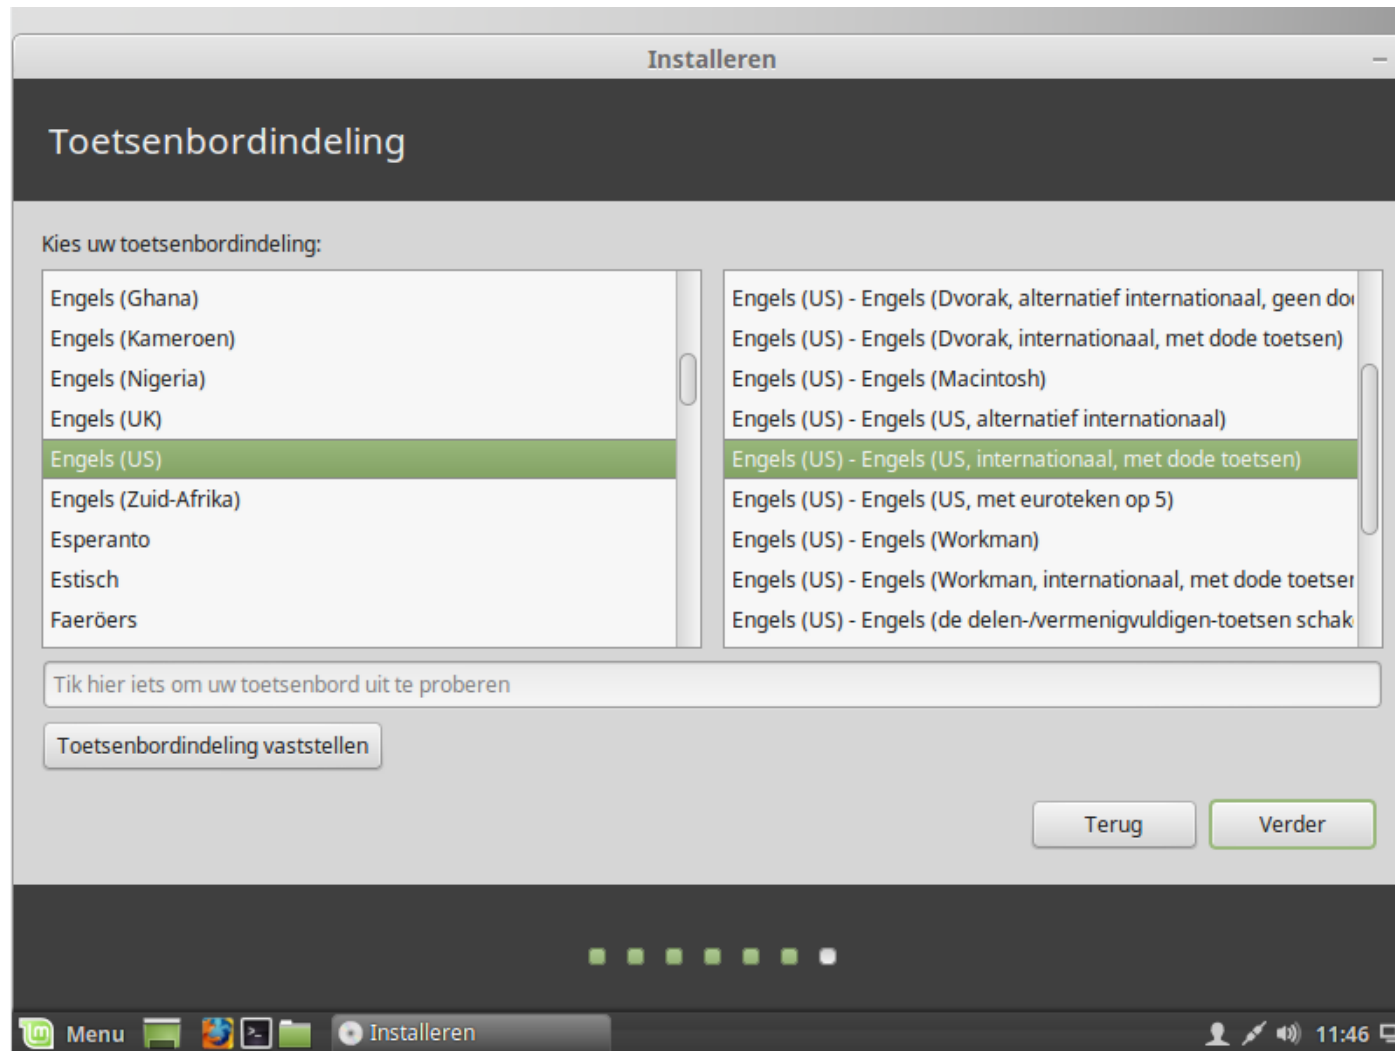 Installeren
Toetsenbordindeling
Kies uw toetsenbordindeling:
Engels (Ghana)
Engels (Kameroen)
Engels (Nigeria)
Engels (UK)
Engels (US)
Engels (Zuid-Afrika)
Esperanto
Estisch
Faeröers
Engels (US) - Engels (Dvorak, alternatief internationaal, geen
Engels (US) - Engels (Dvorak, internationaal, met dode toetsen)
Engels (US) - Engels (Macintosh)
Engels (US) - Engels (US, alternatief internationaal)
Engels (US) - Engels (US, internationaal, met dode toetsen)
Engels (US) - Engels (US, met euroteken op 5)
Engels (US) - Engels (Workman)
Engels (US) - Engels (Workman, internationaal, met dode
Engels (US) - Engels (de delen-/vermenigvuldigen-toetsen
Tik hier iets om uw toetsenbord uit te proberen
Toetsenbordindeling vaststellen
Terug
Verder
Menu
Installeren
11:46